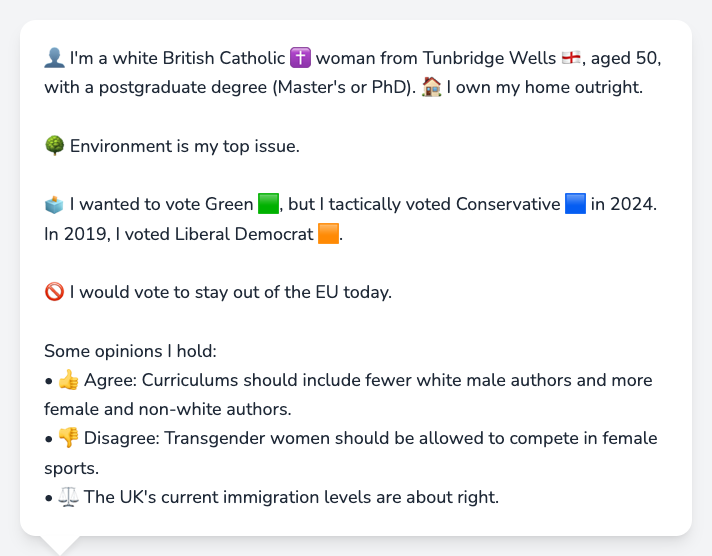 👤 I'm a white British Catholic ✝️ woman from Tunbridge Wells 🏴󠁧󠁢󠁥󠁮󠁧󠁿, aged 50,
with a postgraduate degree (Master's or PhD). 🏠 I own my home outright.
🌳 Environment is my top issue.
🗳️ I wanted to vote Green 🟩, but I tactically voted Conservative 🟦 in 2024.
In 2019, I voted Liberal Democrat 🟧.
🚫 I would vote to stay out of the EU today.
Some opinions I hold:
• 👍 Agree: Curriculums should include fewer white male authors and more
female and non-white authors.
• 👎 Disagree: Transgender women should be allowed to compete in female
sports.
• ⚖️ The UK's current immigration levels are about right.